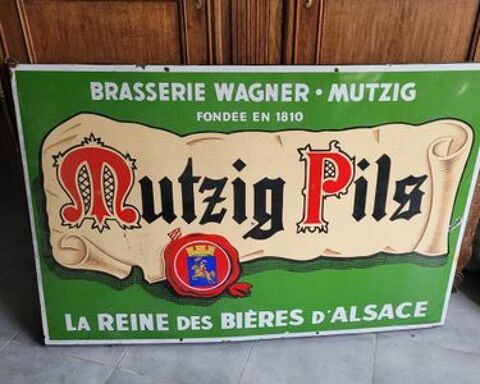 BRASSERIE WAGNER • MUTZIG
FONDÉE EN 1810
Mutzig Pils
LA REINE DES BIÈRES D'ALSACE